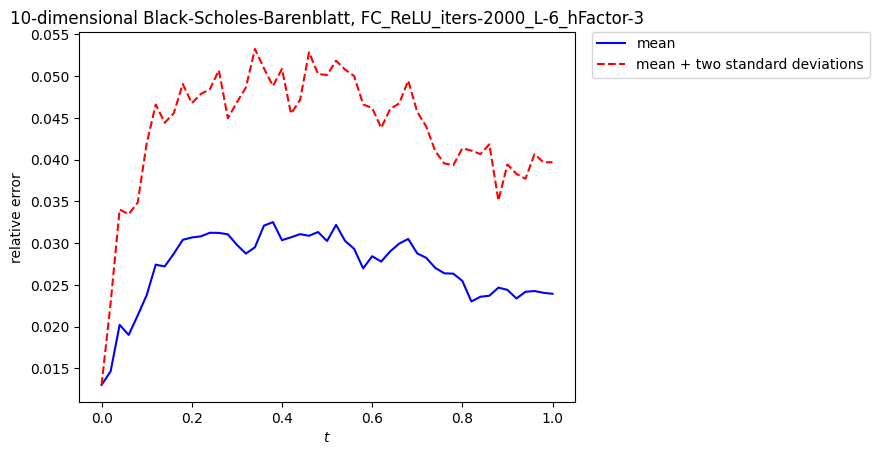 10-dimensional Black-Scholes-Barenblatt, FC_ReLU_iters-2000_L-6_hFactor-3
mean
mean + two standard deviations
relative error
0.055
0.050
0.045
0.040
0.035
0.030
0.025
0.020
0.015
0.0 0.2 0.4 0.6 0.8 1.0
t